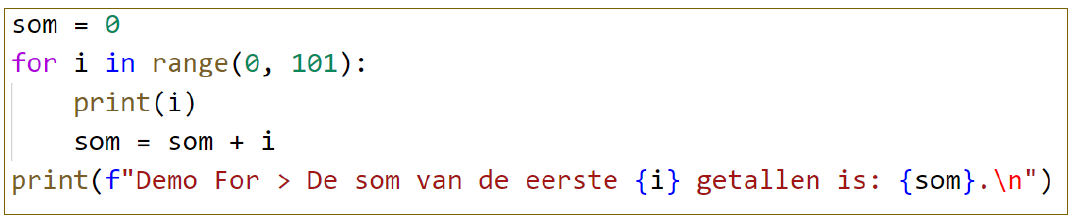 som = 0
for i in range(0, 101):
    print(i)
    som = som + i
print(f"Demo For > De som van de eerste {i} getallen is: {som}.\n")